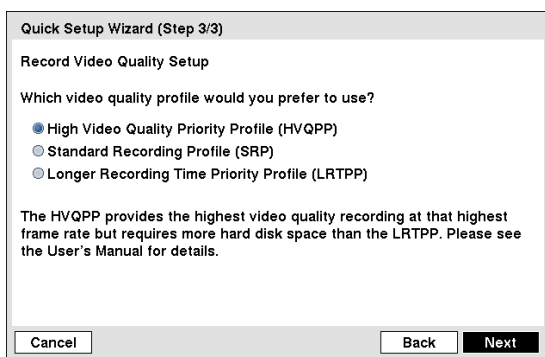 Quick Setup Wizard (Step 3/3)
Record Video Quality Setup
Which video quality profile would you prefer to use?
High Video Quality Priority Profile (HVQPP)
Standard Recording Profile (SRP)
Longer Recording Time Priority Profile (LRTPP)
The HVQPP provides the highest video quality recording at that highest
frame rate but requires more hard disk space than the LRTPP. Please see
the User's Manual for details.
Cancel
Back
Next